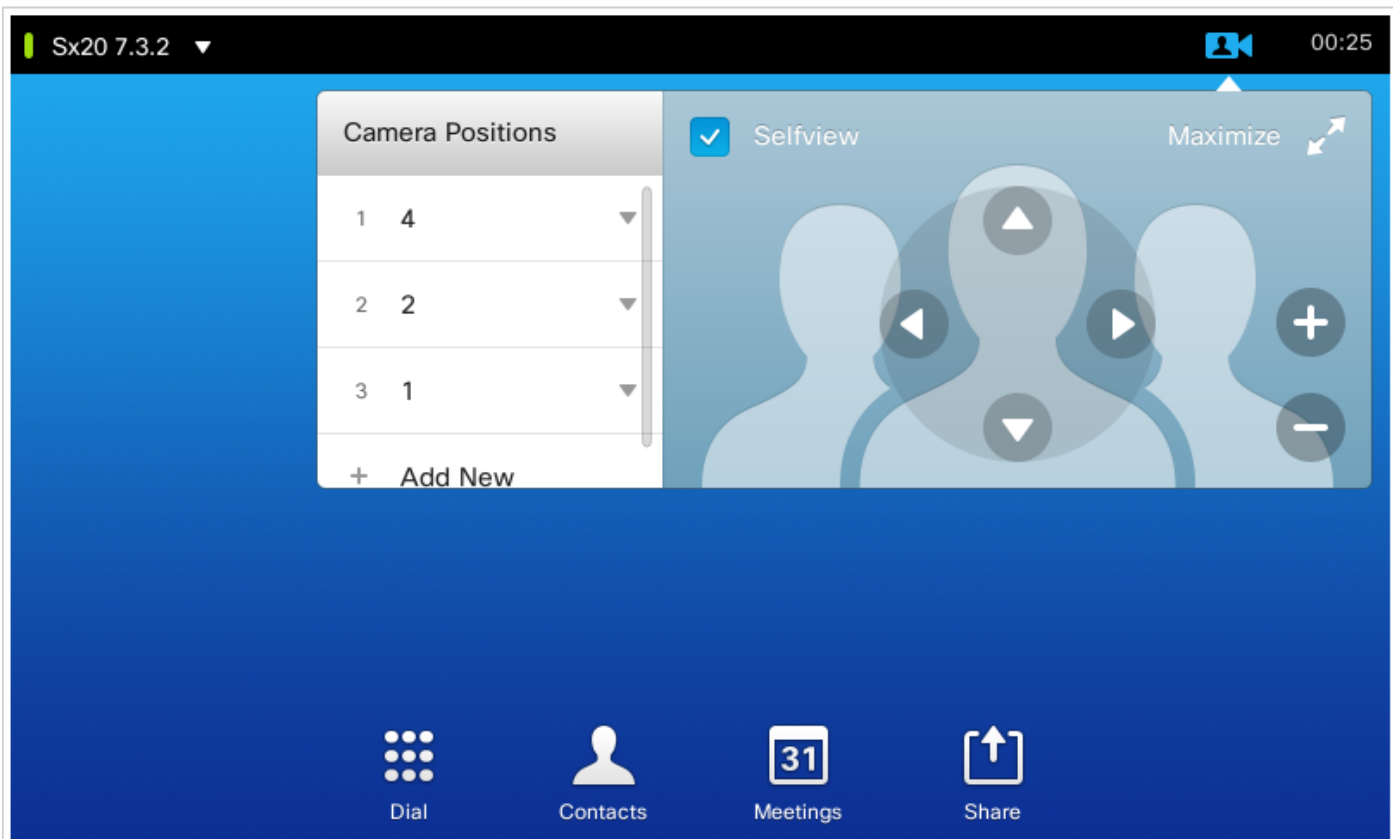 Sx20 7.3.2
00:25
Camera Positions
Selfview
Maximize
1 4
2 2
3 1
+ Add New
31
Dial
Contacts
Meetings
Share